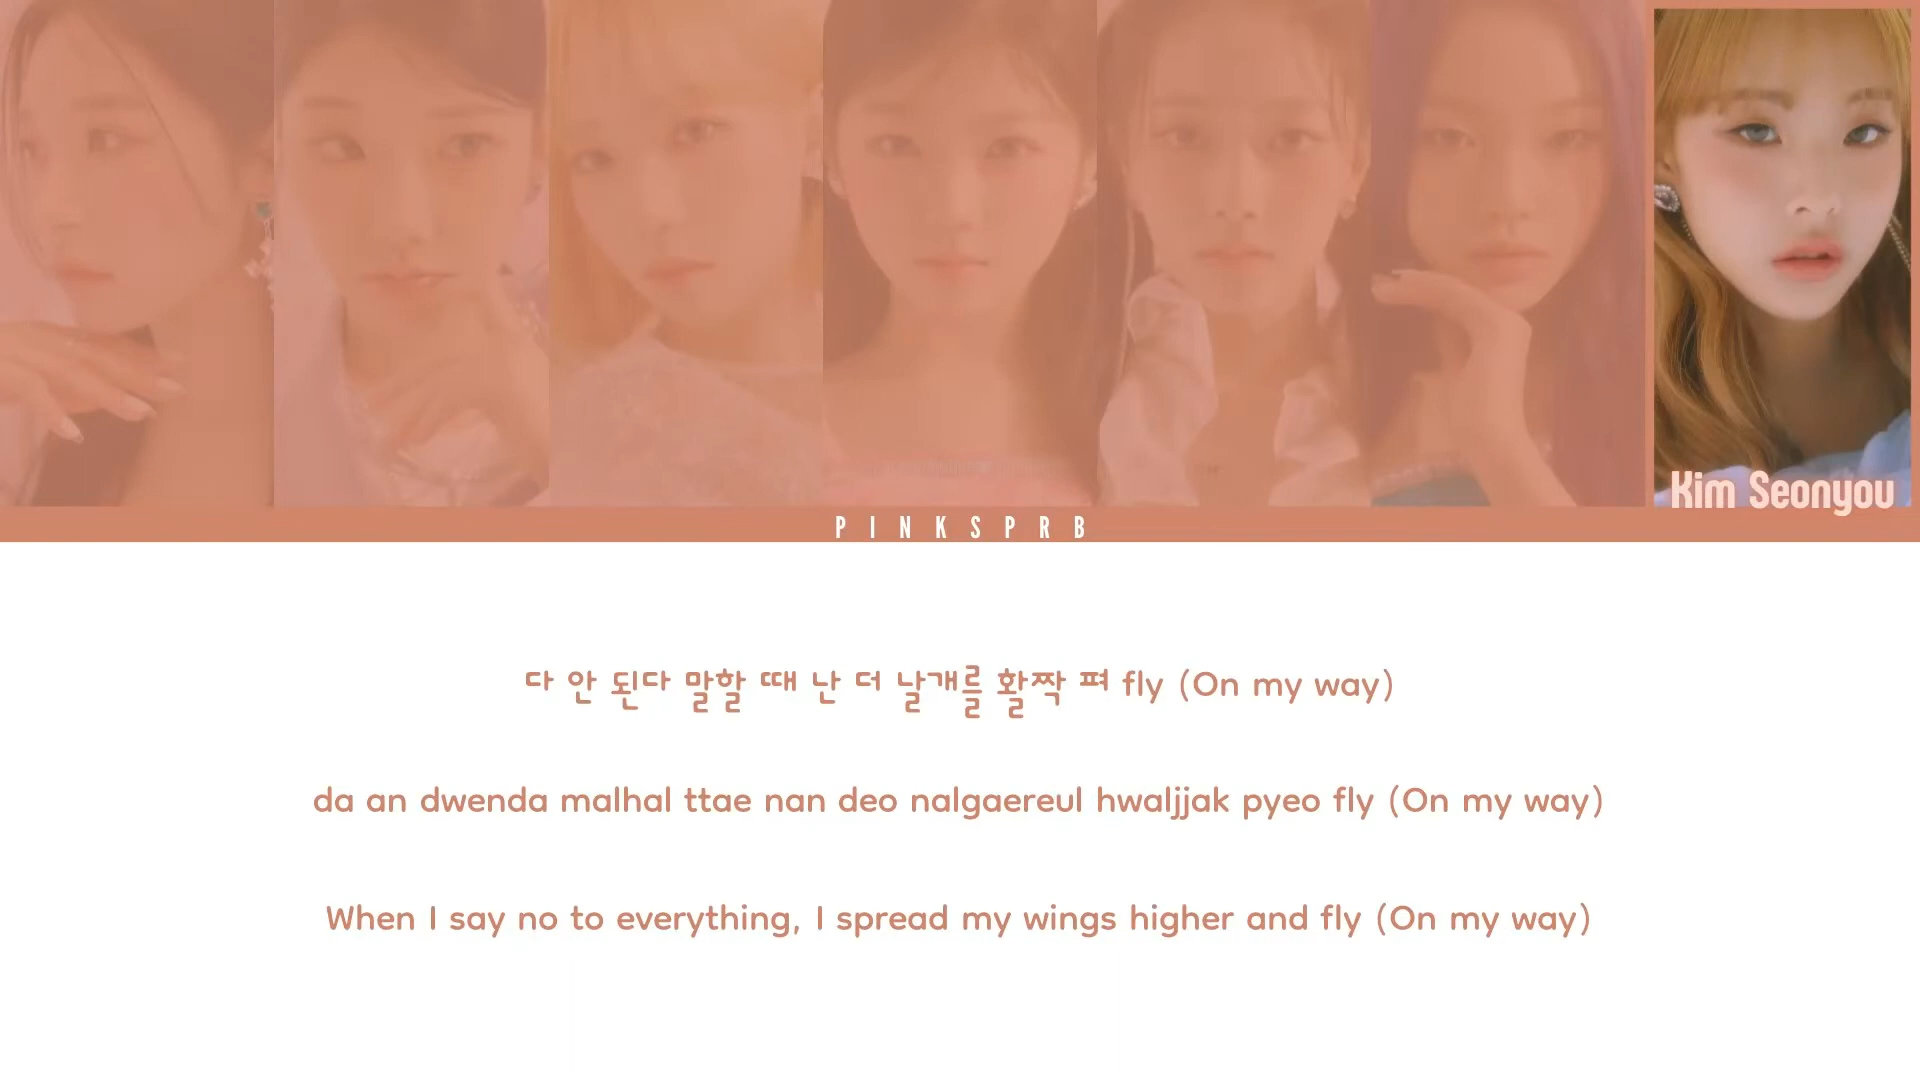 Kim Seonyou
PINKSPRB
다 안 된다 말할 때 난 더 날개를 활짝 펴 fly (On my way)
da an dwenda malhal ttae nan deo nalgaereul hwaljjak pyeo fly (On my way)
When I say no to everything, I spread my wings higher and fly (On my way)